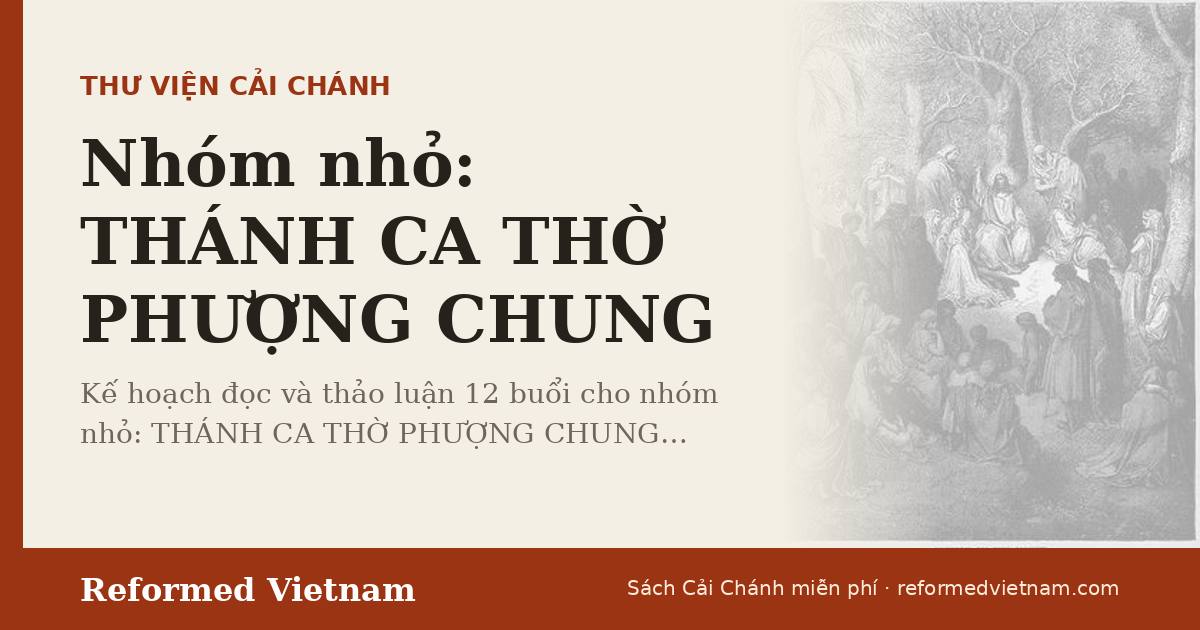 THƯ VIỆN CẢI CHÁNH
Nhóm nhỏ:
THÁNH CA THỜ
PHƯỢNG CHUNG
Kế hoạch đọc và thảo luận 12 buổi cho nhóm
nhỏ: THÁNH CA THỜ PHƯỢNG CHUNG...
Reformed Vietnam
Sách Cải Chánh miễn phí · reformedvietnam.com